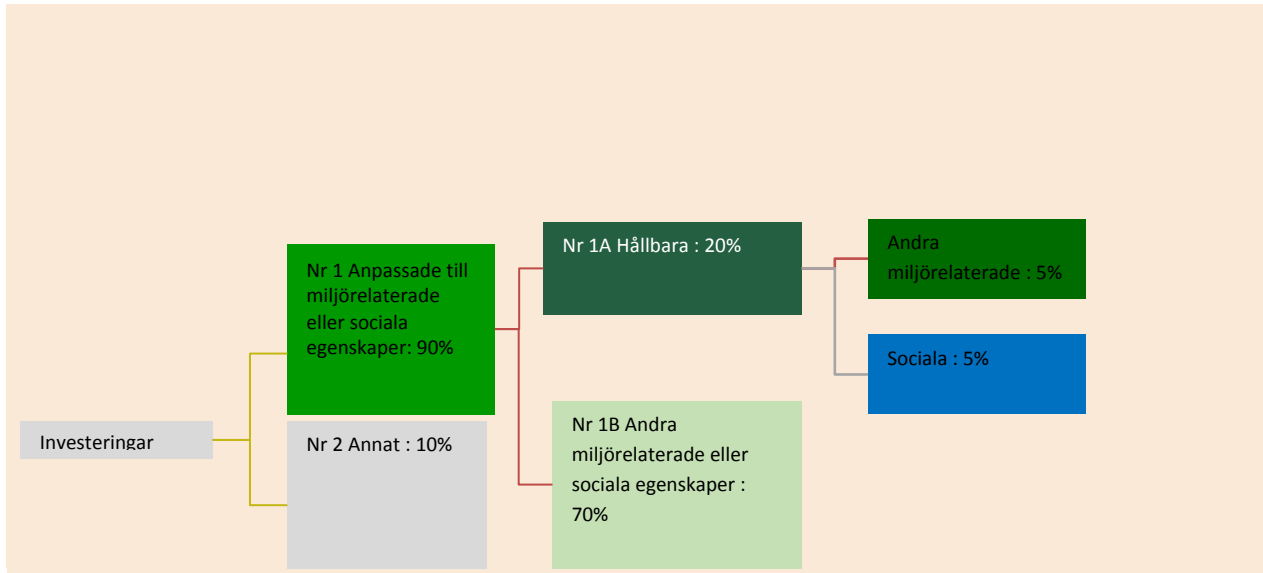 Investeringar
Nr 1 Anpassade till
miljörelaterade
eller sociala
egenskaper: 90%
Nr 2 Annat : 10%
Nr 1A Hållbara : 20%
Nr 1B Andra
miljörelaterade eller
sociala egenskaper :
70%
Andra
miljörelaterade : 5%
Sociala : 5%